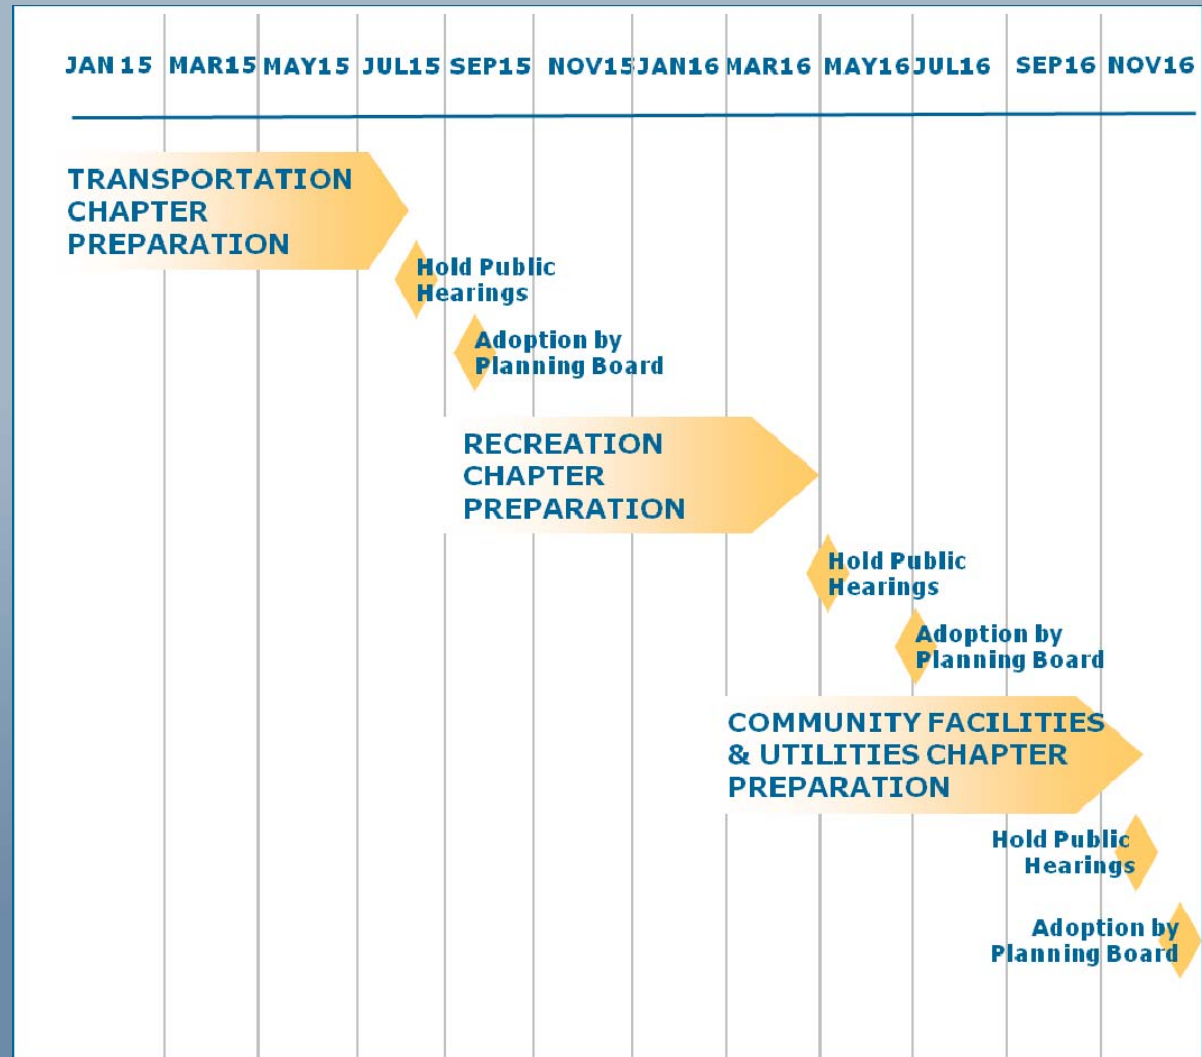 JAN 15 MAR15 MAY15 JUL15 SEP15 NOV15 JAN16 MAR16 MAY16 JUL16 SEP16 NOV16
TRANSPORTATION
CHAPTER
PREPARATION
Hold Public
Hearings
Adoption by
Planning Board
RECREATION
CHAPTER
PREPARATION
Hold Public
Hearings
Adoption by
Planning Board
COMMUNITY FACILITIES
& UTILITIES CHAPTER
PREPARATION
Hold Public
Hearings
Adoption by
Planning Board